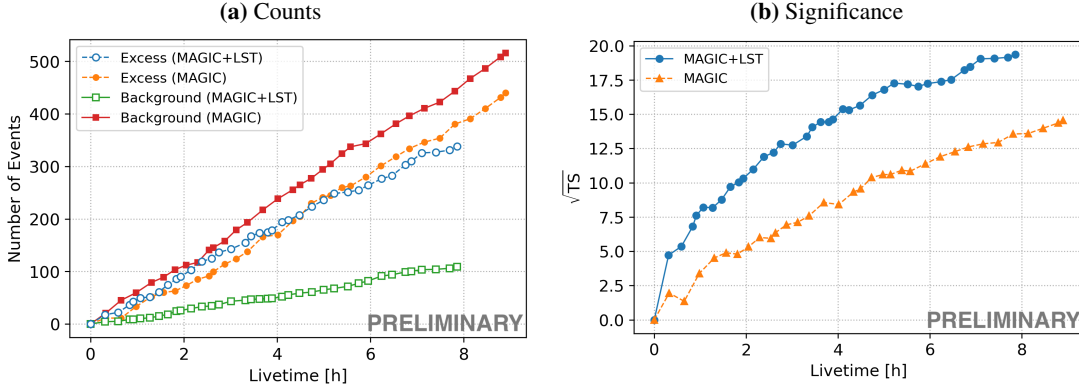 (a) Counts
Number of Events
500
400
300
200
100
0
Excess (MAGIC+LST)
Excess (MAGIC)
Background (MAGIC+LST)
Background (MAGIC)
PRELIMINARY
0 2 4 6 8
Livetime [h]
(b) Significance
√TS
20.0
17.5
15.0
12.5
10.0
7.5
5.0
2.5
0.0
MAGIC+LST
MAGIC
PRELIMINARY
0 2 4 6 8
Livetime [h]